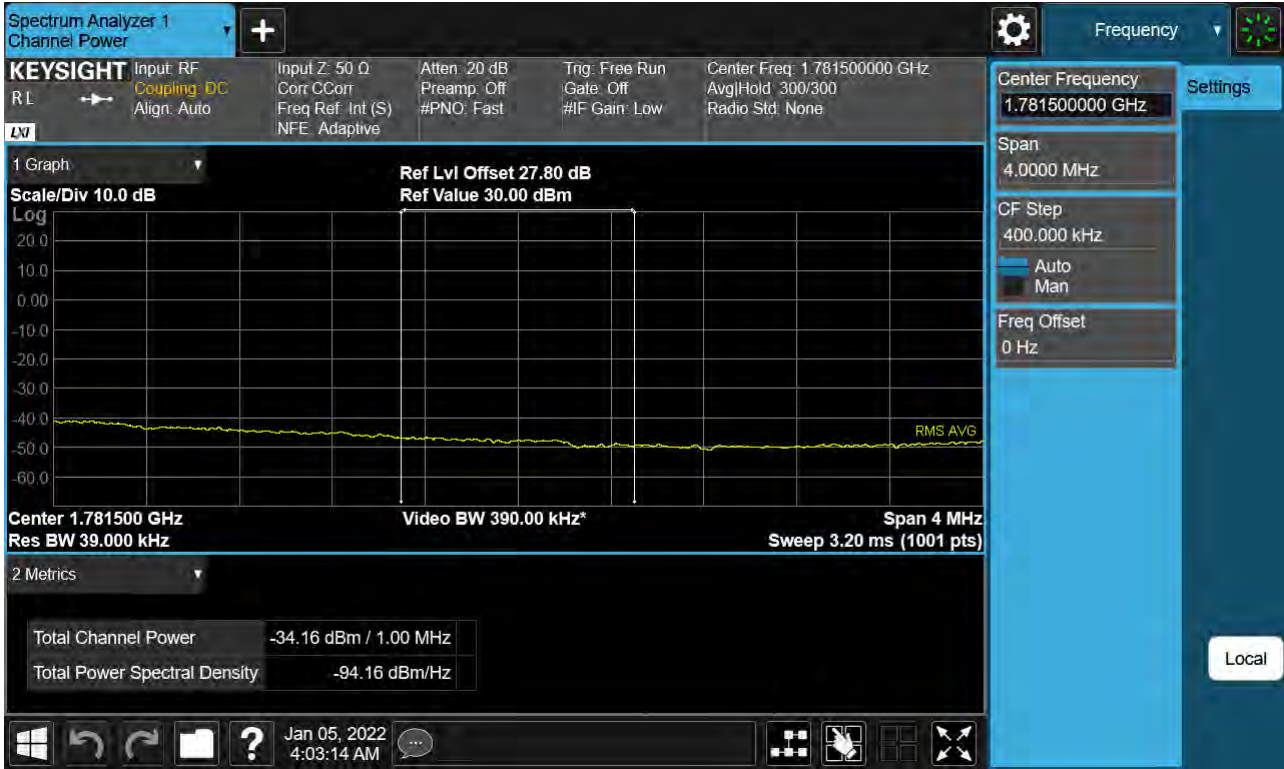 Spectrum Analyzer 1
Channel Power
+
Frequency
KEYSIGHT
R L
LXI
Input: RF
Coupling: DC
Align: Auto
Input Z: 50 Ω
Corr CCorr
Freq Ref: Int (S)
NFE: Adaptive
Atten: 20 dB
Preamp: Off
#PNO: Fast
Trig: Free Run
Gate: Off
#IF Gain: Low
Center Freq: 1.781500000 GHz
Avg|Hold: 300/300
Radio Std: None
Center Frequency
1.781500000 GHz
Settings
Span
4.0000 MHz
CF Step
400.000 kHz
Auto
Man
Freq Offset
0 Hz
Local
1 Graph
Scale/Div 10.0 dB
Ref Lvl Offset 27.80 dB
Ref Value 30.00 dBm
Log
20.0
10.0
0.00
-10.0
-20.0
-30.0
-40.0
-50.0
-60.0
RMS AVG
Center 1.781500 GHz
Video BW 390.00 kHz*
Span 4 MHz
Res BW 39.000 kHz
Sweep 3.20 ms (1001 pts)
2 Metrics
Total Channel Power -34.16 dBm / 1.00 MHz
Total Power Spectral Density -94.16 dBm/Hz
?
Jan 05, 2022
4:03:14 AM